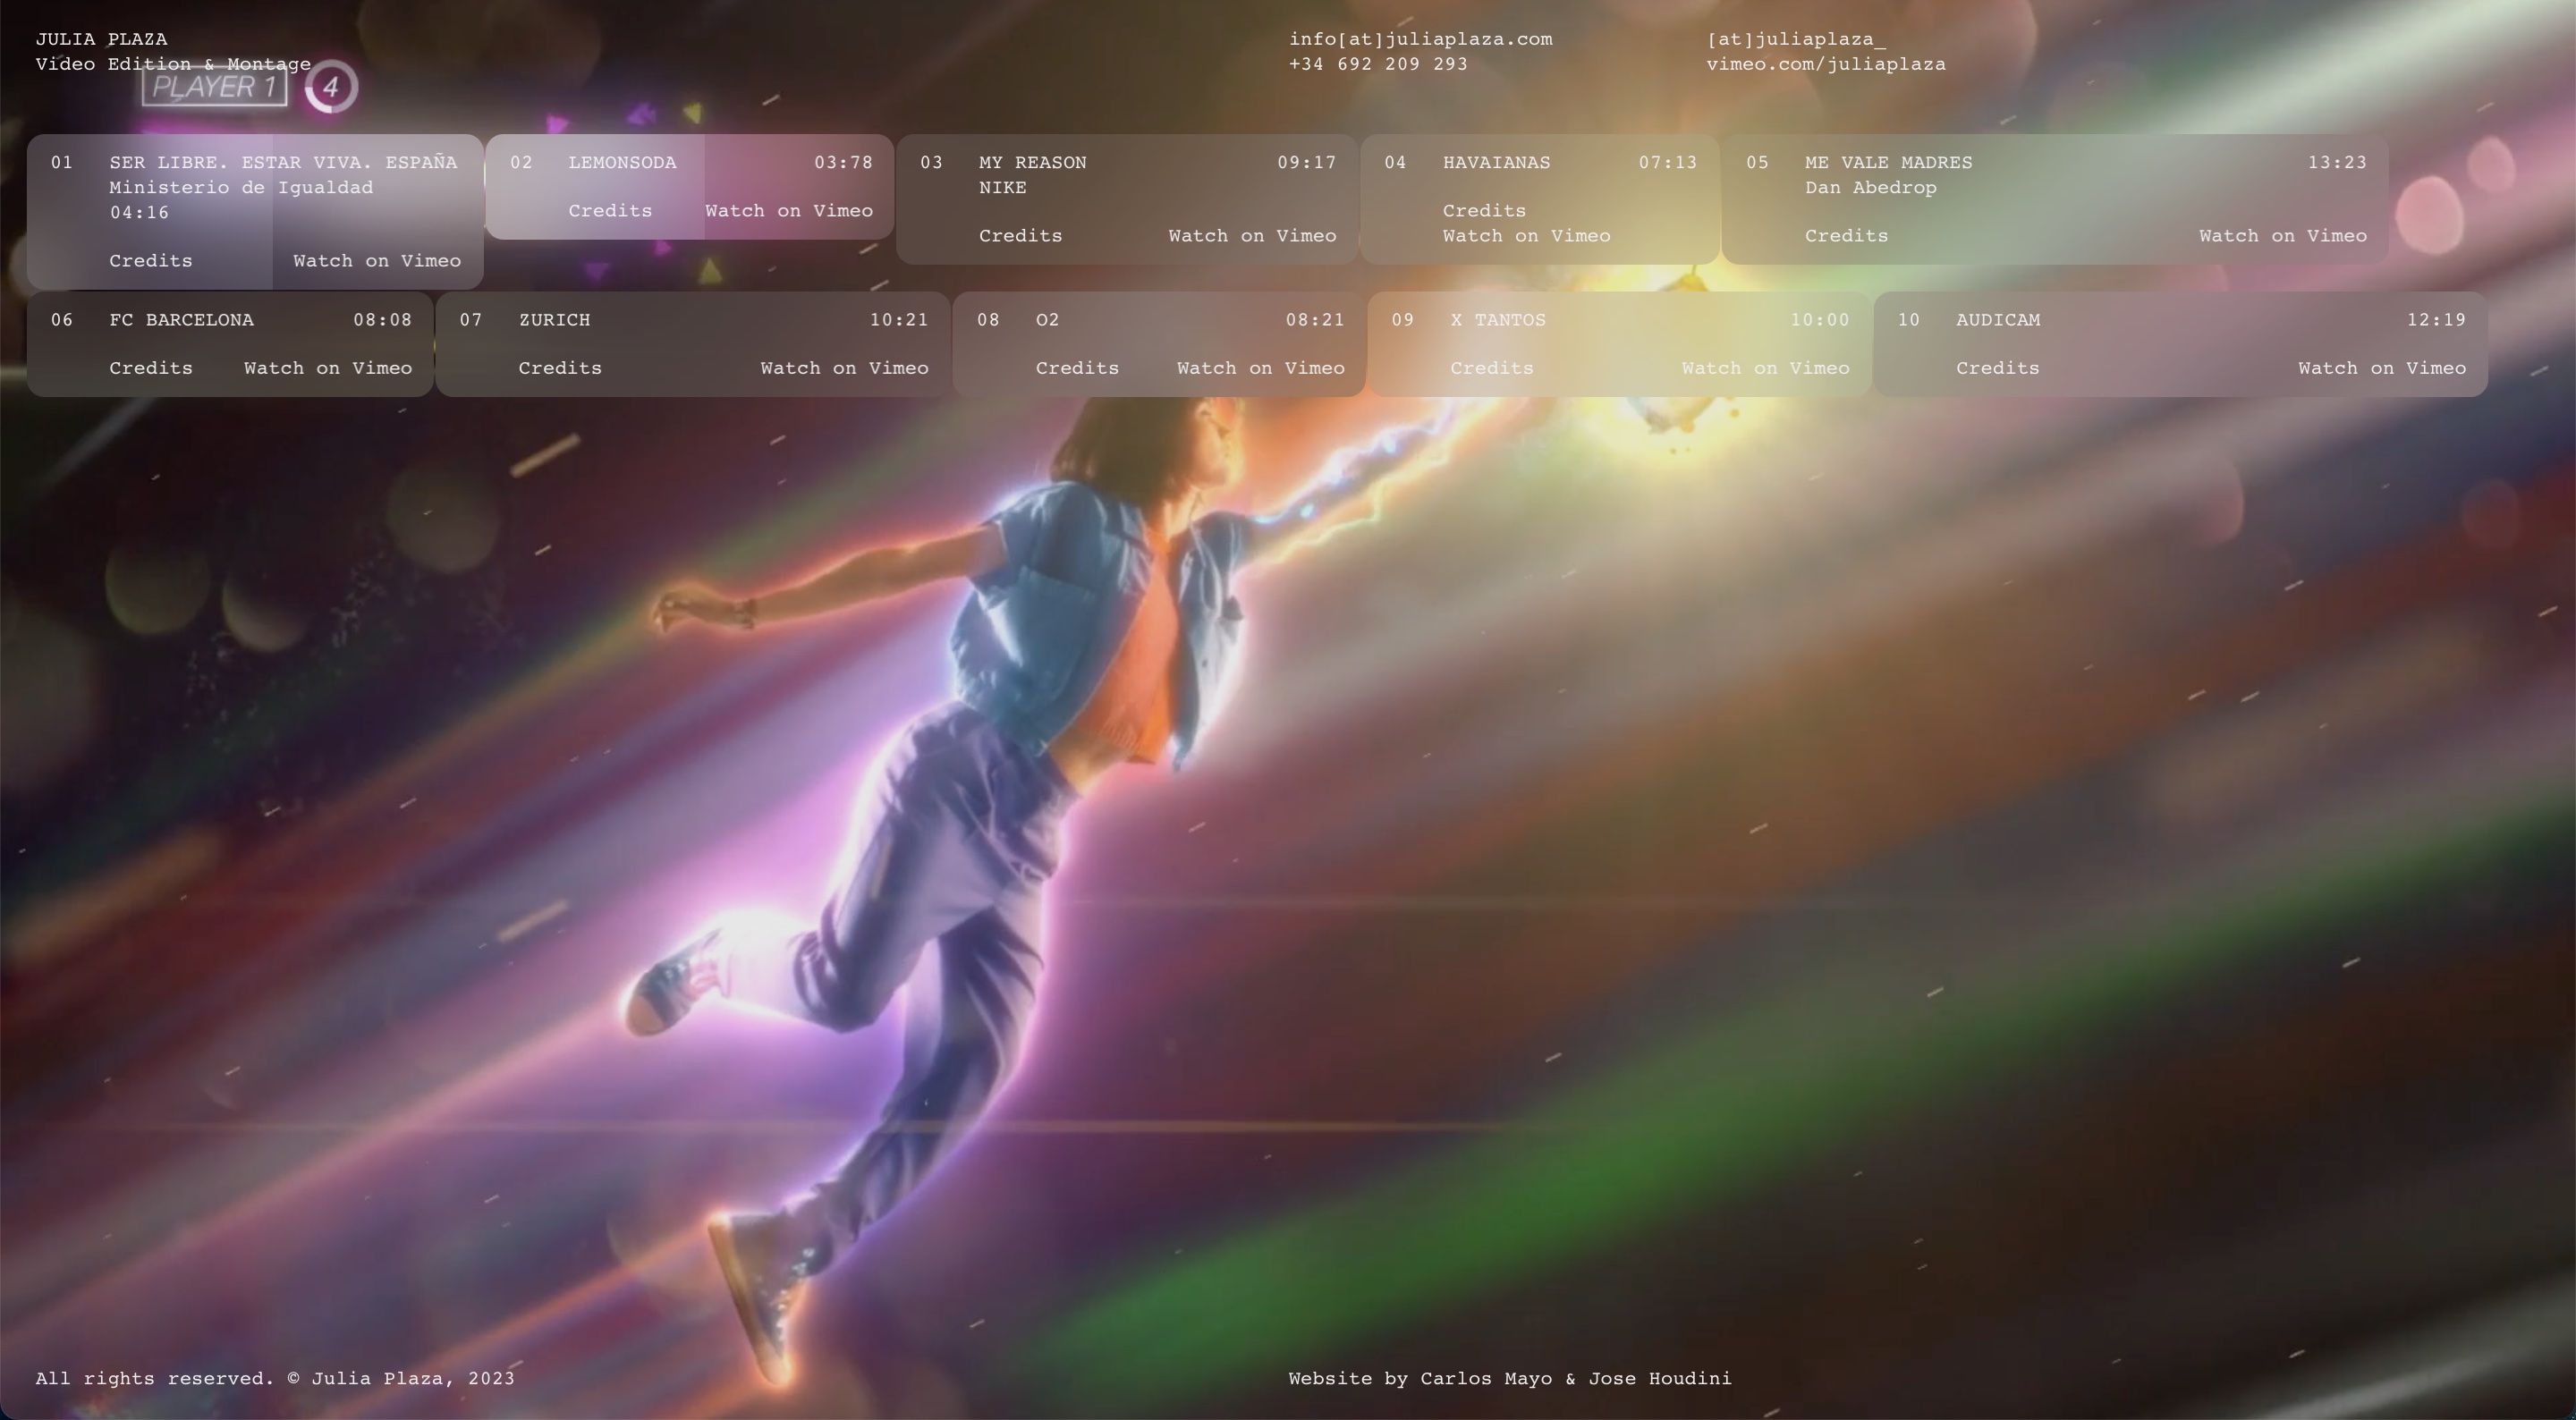 JULIA PLAZA
Video Edition & Montage
info[at]juliaplaza.com
+34 692 209 293
[at]juliaplaza_
vimeo.com/juliaplaza
PLAYER 1 4
01 SER LIBRE. ESTAR VIVA. ESPAÑA
Ministerio de Igualdad
04:16
Credits Watch on Vimeo
02 LEMONSODA 03:78
Credits Watch on Vimeo
03 MY REASON 09:17
NIKE
Credits Watch on Vimeo
04 HAVAIANAS 07:13
Credits
Watch on Vimeo
05 ME VALE MADRES 13:23
Dan Abedrop
Credits Watch on Vimeo
06 FC BARCELONA 08:08
Credits Watch on Vimeo
07 ZURICH 10:21
Credits Watch on Vimeo
08 O2 08:21
Credits Watch on Vimeo
09 X TANTOS 10:00
Credits Watch on Vimeo
10 AUDICAM 12:19
Credits Watch on Vimeo
All rights reserved. © Julia Plaza, 2023
Website by Carlos Mayo & Jose Houdini